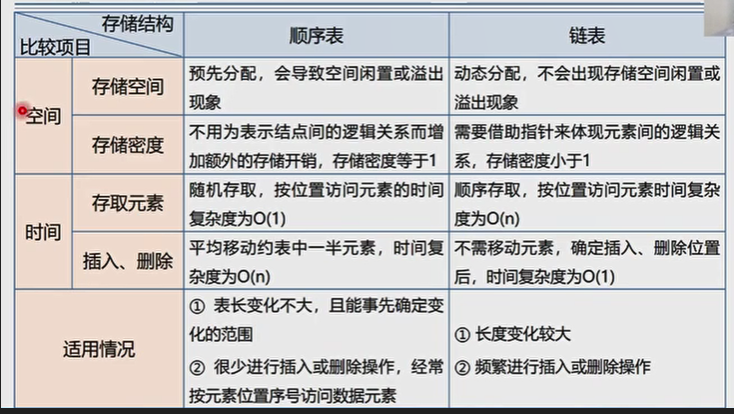 存储结构
比较项目
顺序表
链表
空间
存储空间
预先分配，会导致空间闲置或溢出
现象
动态分配，不会出现存储空间闲置或
溢出现象
存储密度
不用为表示结点间的逻辑关系而增
加额外的存储开销，存储密度等于1
需要借助指针来体现元素间的逻辑关
系，存储密度小于1
时间
存取元素
随机存取，按位置访问元素的时间
复杂度为O(1)
顺序存取，按位置访问元素时间复杂
度为O(n)
插入、删除
平均移动约表中一半元素，时间复
杂度为O(n)
不需移动元素，确定插入、删除位置
后，时间复杂度为O(1)
适用情况
① 表长变化不大，且能事先确定变
化的范围
② 很少进行插入或删除操作，经常
按元素位置序号访问数据元素
① 长度变化较大
② 频繁进行插入或删除操作